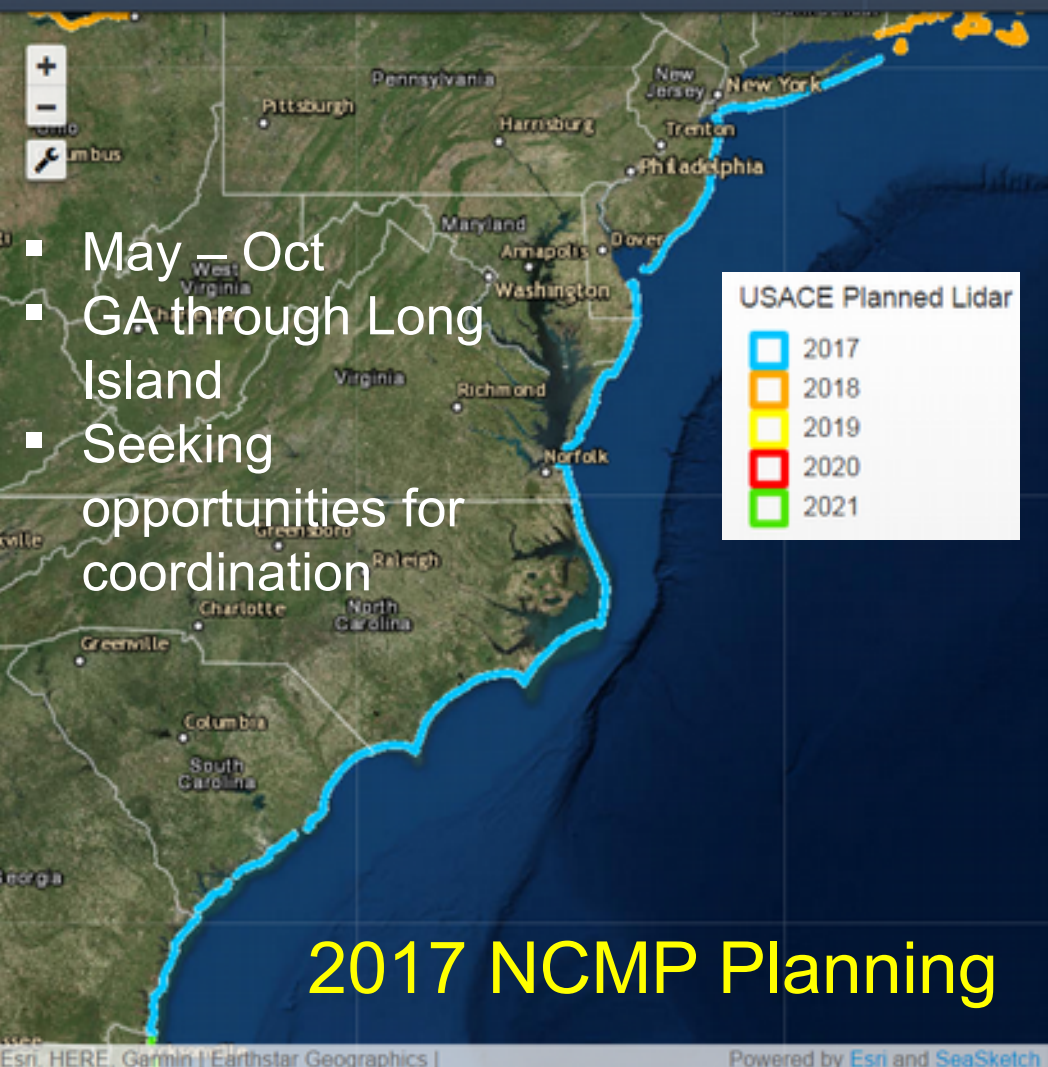 +
−
Pennsylvania
New
Jersey
New York
Pittsburgh
Harrisburg
Trenton
Ohio
Philadelphia
Maryland
Annapolis
Dover
▪ May – Oct
West
Virginia
Washington
▪ GA through Long
Island
Virginia
Richmond
▪ Seeking
Norfolk
opportunities for
Greensboro
Raleigh
coordination
Charlotte
North
Carolina
Greenville
Columbia
South
Carolina
USACE Planned Lidar
2017
2018
2019
2020
2021
2017 NCMP Planning
Esri, HERE, Garmin | Earthstar Geographics |
Powered by Esri and SeaSketch